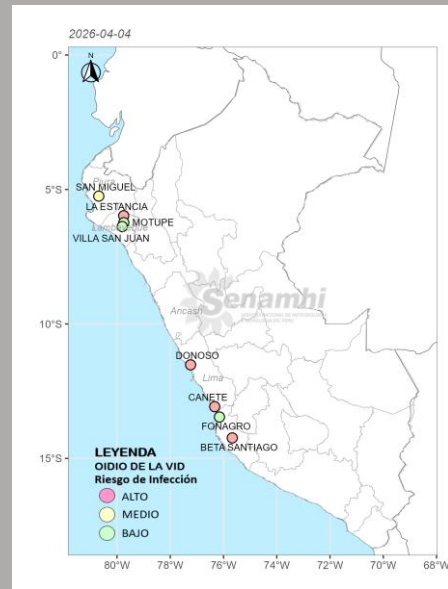 2026-04-04
N
0°
5°S
10°S
15°S
Piura
SAN MIGUEL
LA ESTANCIA
MOTUPE
VILLA SAN JUAN
Ancash
Senamhi
DONOSO
Lima
CANETE
FONAGRO
BETA SANTIAGO
LEYENDA
OIDIO DE LA VID
Riesgo de Infección
ALTO
MEDIO
BAJO
80°W 78°W 76°W 74°W 72°W 70°W 68°W